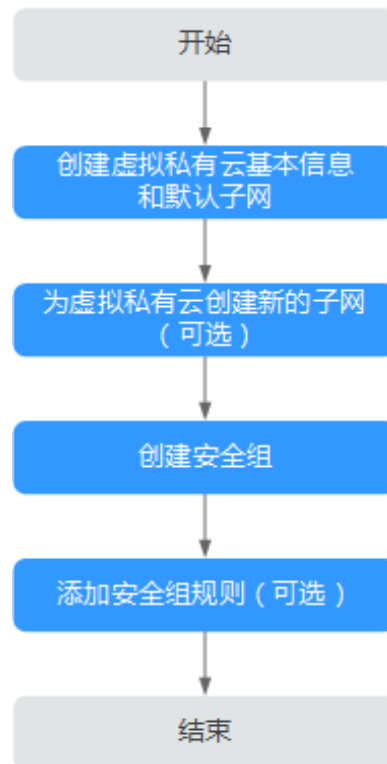 开始
创建虚拟私有云基本信息
和默认子网
为虚拟私有云创建新的子网
（可选）
创建安全组
添加安全组规则（可选）
结束